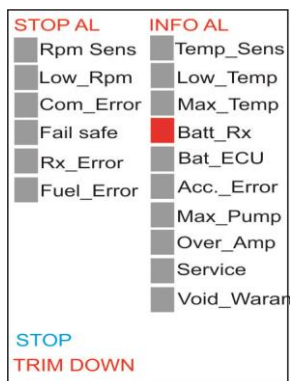 STOP AL
Rpm Sens
Low_Rpm
Com_Error
Fail safe
Rx_Error
Fuel_Error
INFO AL
Temp_Sens
Low_Temp
Max_Temp
Batt_Rx
Bat_ECU
Acc._Error
Max_Pump
Over_Amp
Service
Void_Waran
STOP
TRIM DOWN